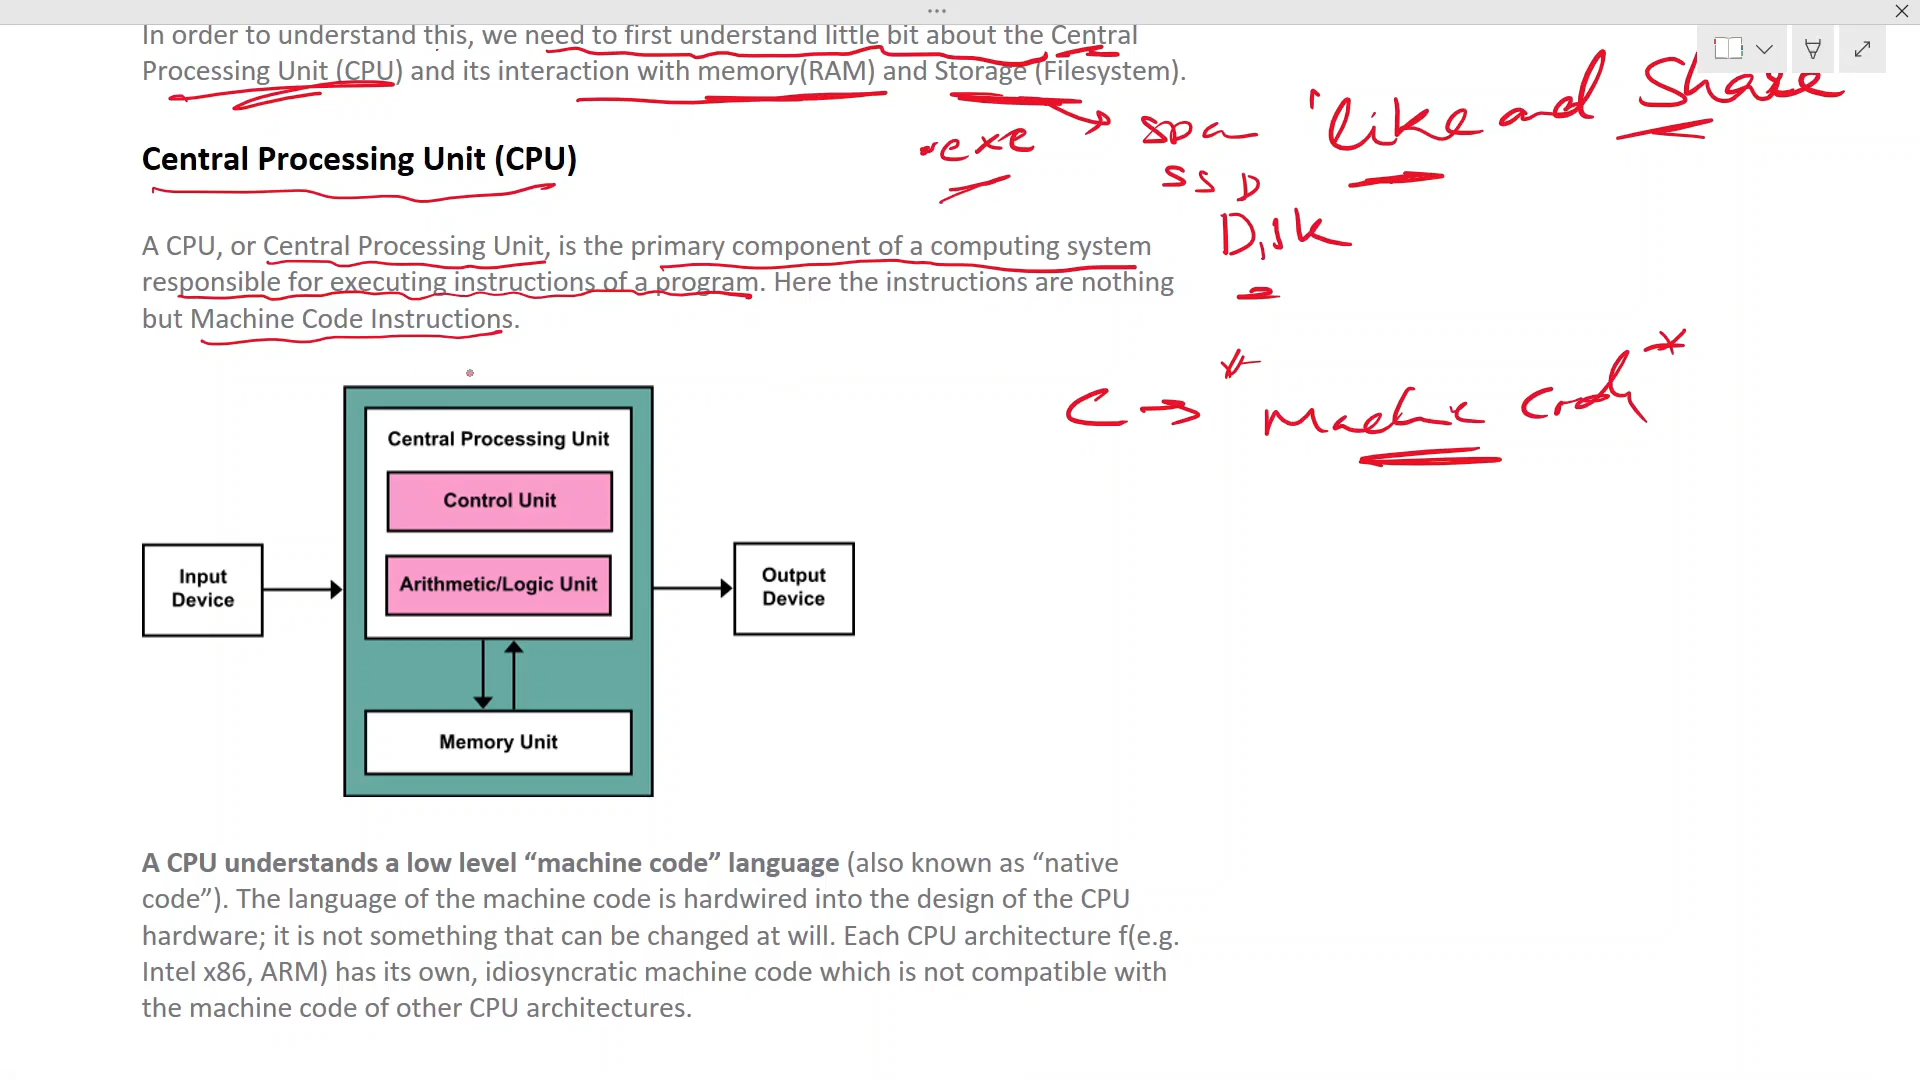 In order to understand this, we need to first understand little bit about the Central
Processing Unit (CPU) and its interaction with memory(RAM) and Storage (Filesystem).
like and Share
.exe
SSD
Disk
Central Processing Unit (CPU)
A CPU, or Central Processing Unit, is the primary component of a computing system
responsible for executing instructions of a program. Here the instructions are nothing
but Machine Code Instructions.
C → Machine
Central Processing Unit
Control Unit
Arithmetic/Logic Unit
Memory Unit
Input
Device
Output
Device
A CPU understands a low level “machine code” language (also known as “native
code”). The language of the machine code is hardwired into the design of the CPU
hardware; it is not something that can be changed at will. Each CPU architecture f(e.g.
Intel x86, ARM) has its own, idiosyncratic machine code which is not compatible with
the machine code of other CPU architectures.